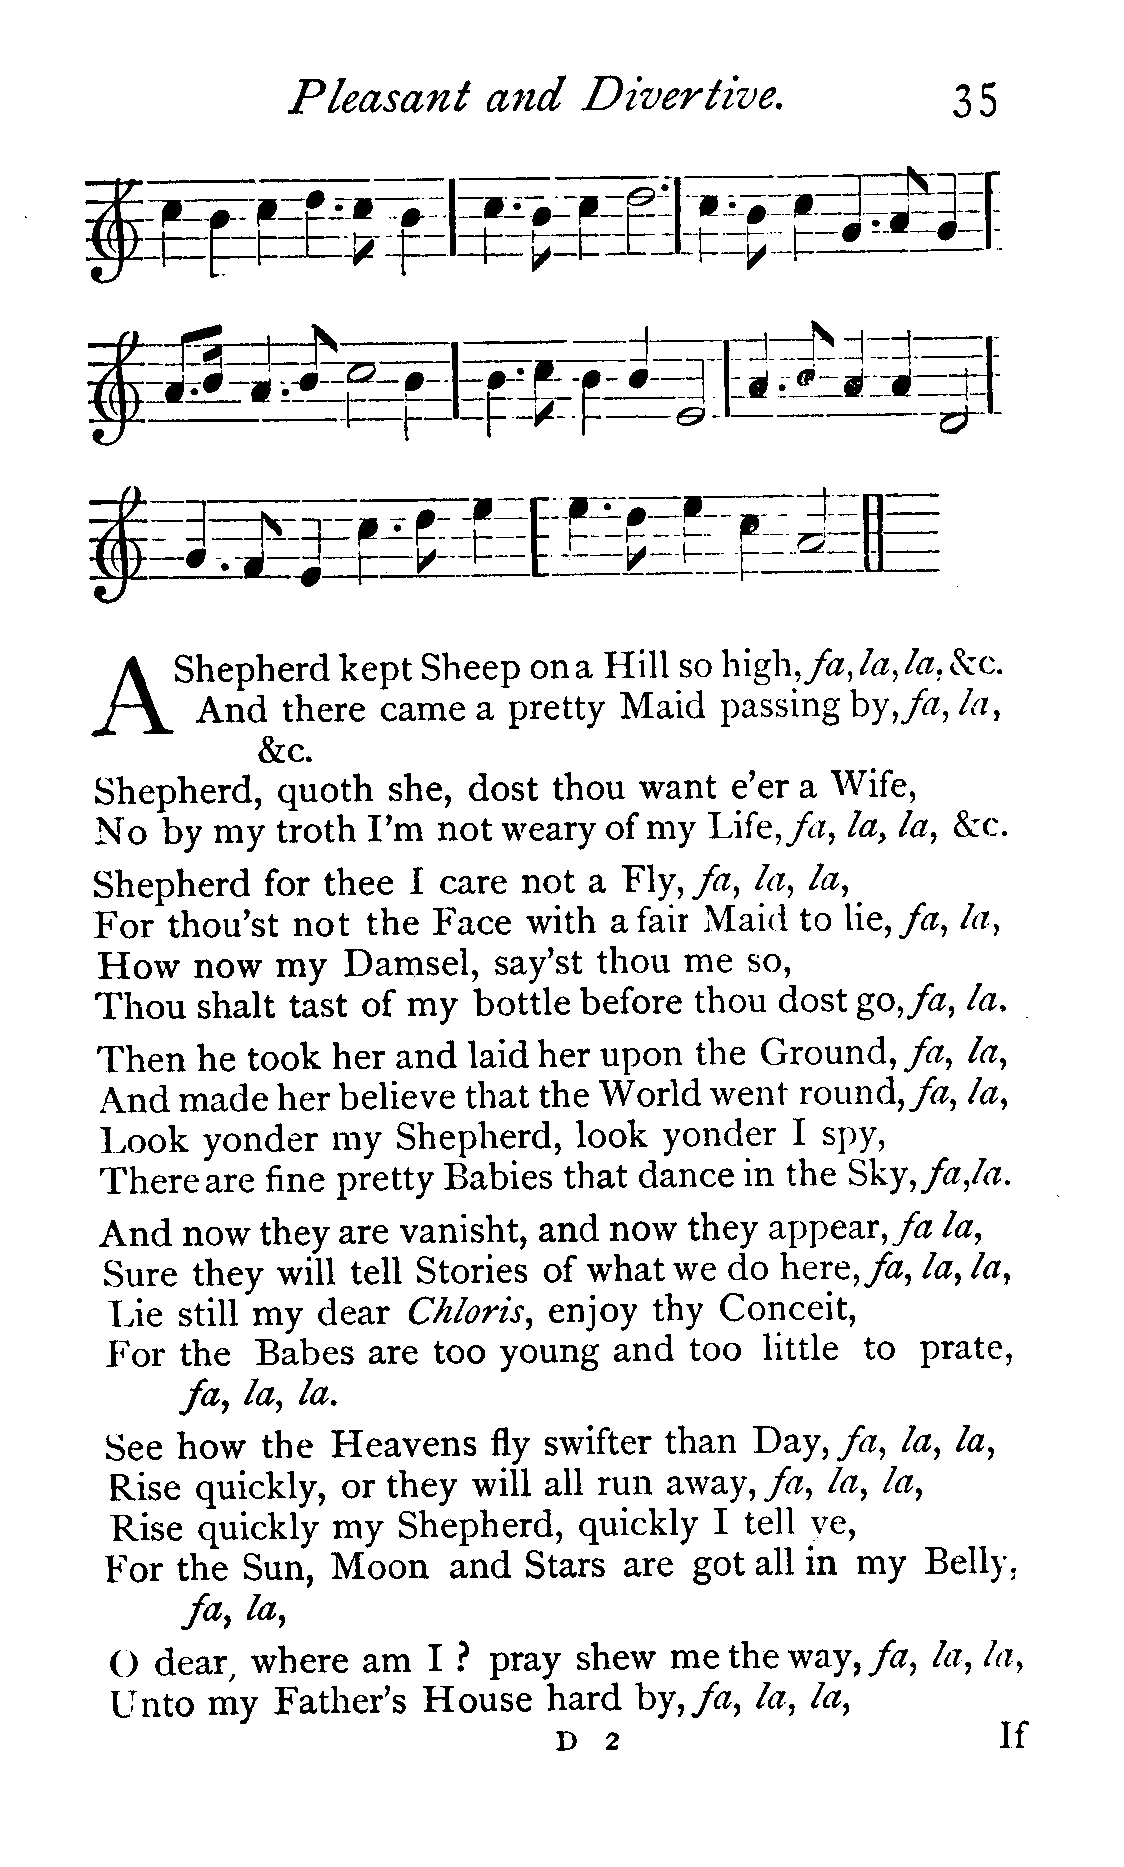 Pleasant and Divertive. 35
A Shepherd kept Sheep on a Hill so high, fa, la, la, &c.
And there came a pretty Maid passing by, fa, la,
&c.
Shepherd, quoth she, dost thou want e'er a Wife,
No by my troth I'm not weary of my Life, fa, la, la, &c.
Shepherd for thee I care not a Fly, fa, la, la,
For thou'st not the Face with a fair Maid to lie, fa, la,
How now my Damsel, say'st thou me so,
Thou shalt tast of my bottle before thou dost go, fa, la.
Then he took her and laid her upon the Ground, fa, la,
And made her believe that the World went round, fa, la,
Look yonder my Shepherd, look yonder I spy,
There are fine pretty Babies that dance in the Sky, fa, la.
And now they are vanisht, and now they appear, fa la,
Sure they will tell Stories of what we do here, fa, la, la,
Lie still my dear Chloris, enjoy thy Conceit,
For the Babes are too young and too little to prate,
fa, la, la.
See how the Heavens fly swifter than Day, fa, la, la,
Rise quickly, or they will all run away, fa, la, la,
Rise quickly my Shepherd, quickly I tell ye,
For the Sun, Moon and Stars are got all in my Belly,
fa, la,
O dear, where am I? pray shew me the way, fa, la, la,
Unto my Father's House hard by, fa, la, la,
D 2 If